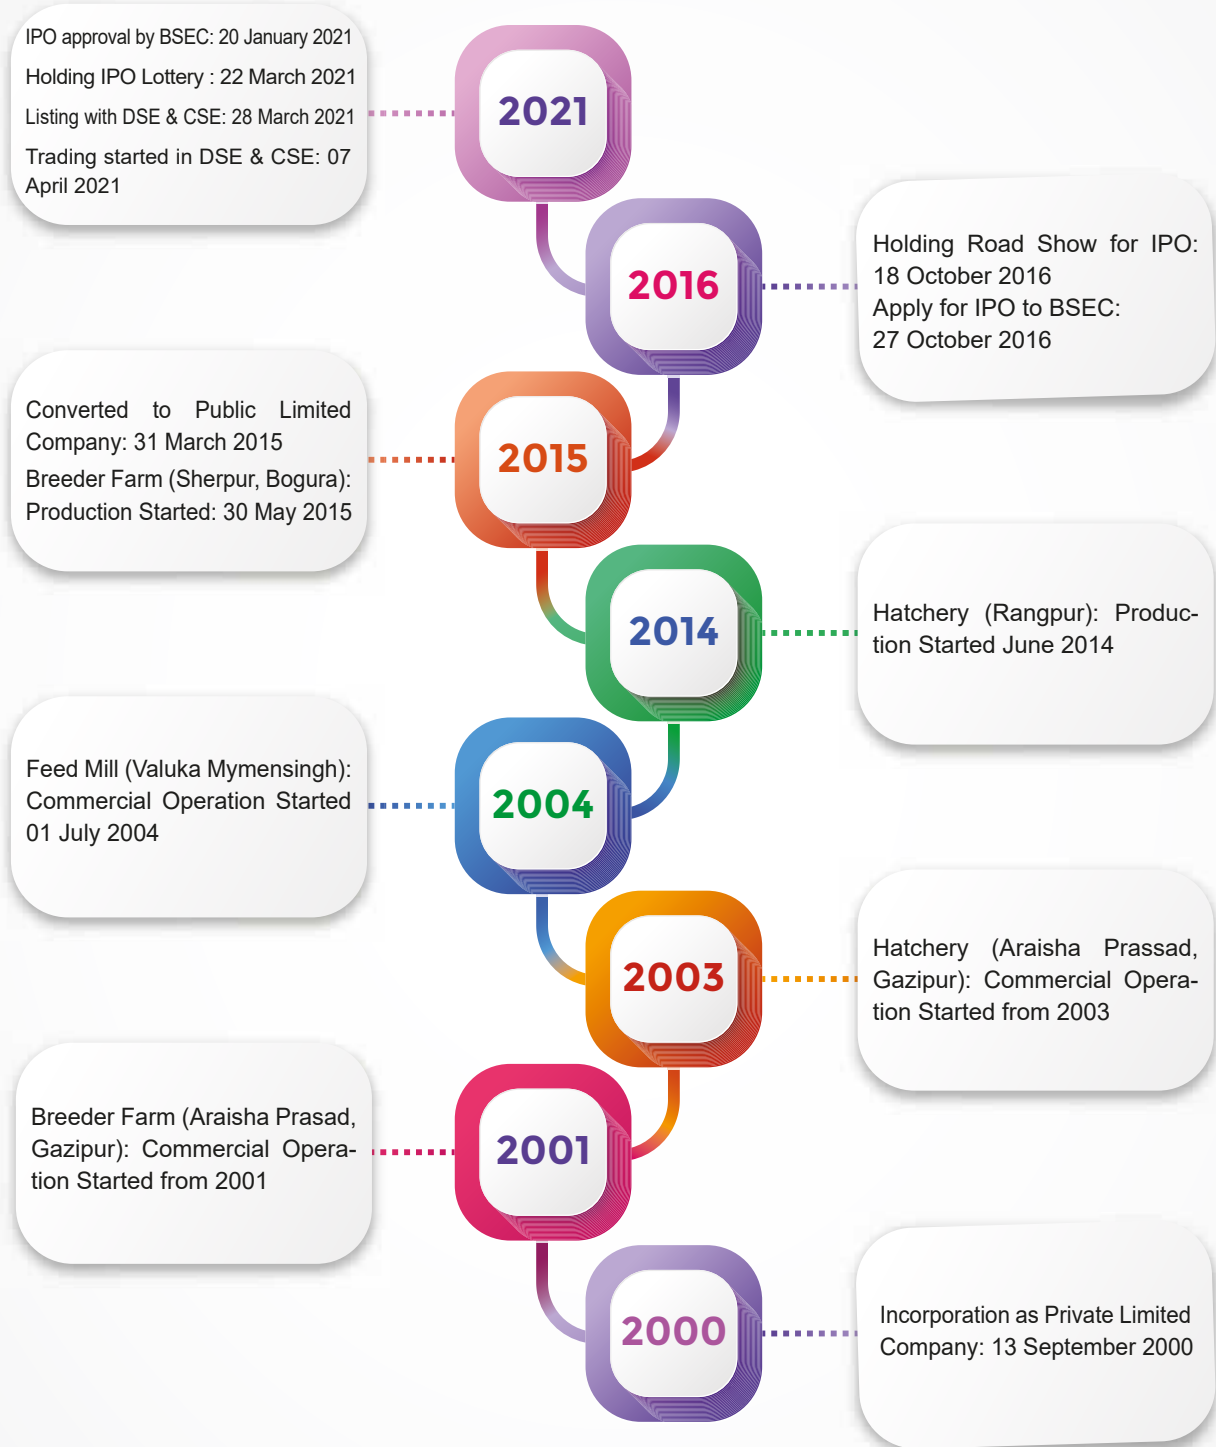 IPO approval by BSEC: 20 January 2021
Holding IPO Lottery : 22 March 2021
Listing with DSE & CSE: 28 March 2021
Trading started in DSE & CSE: 07
April 2021
2021
2016
Holding Road Show for IPO:
18 October 2016
Apply for IPO to BSEC:
27 October 2016
Converted to Public Limited
Company: 31 March 2015
Breeder Farm (Sherpur, Bogura):
Production Started: 30 May 2015
2015
2014
Hatchery (Rangpur): Produc-
tion Started June 2014
Feed Mill (Valuka Mymensingh):
Commercial Operation Started
01 July 2004
2004
2003
Hatchery (Araisha Prassad,
Gazipur): Commercial Opera-
tion Started from 2003
Breeder Farm (Araisha Prasad,
Gazipur): Commercial Opera-
tion Started from 2001
2001
2000
Incorporation as Private Limited
Company: 13 September 2000